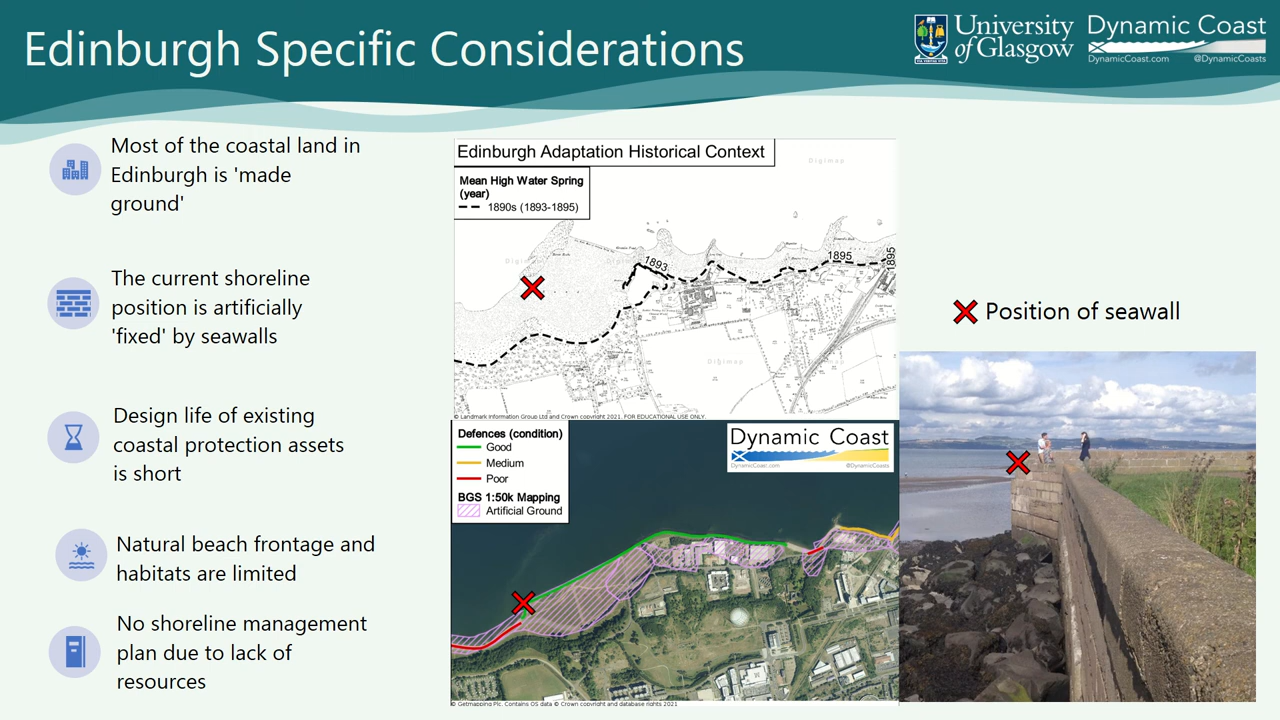 Edinburgh Specific Considerations
University
of Glasgow
Dynamic Coast
DynamicCoast.com @DynamicCoasts
Most of the coastal land in
Edinburgh is 'made
ground'
The current shoreline
position is artificially
'fixed' by seawalls
Design life of existing
coastal protection assets
is short
Natural beach frontage and
habitats are limited
No shoreline management
plan due to lack of
resources
Edinburgh Adaptation Historical Context
Digimap
Mean High Water Spring
(year)
1890s (1893-1895)
1893
1895
1895
Digimap
© Landmark Information Group Ltd and Crown copyright 2021. FOR EDUCATIONAL USE ONLY.
Defences (condition)
Good
Medium
Poor
BGS 1:50k Mapping
Artificial Ground
Dynamic Coast
DynamicCoast.com @DynamicCoasts
© Getmapping Plc. Contains OS data © Crown copyright and database rights 2021
Position of seawall